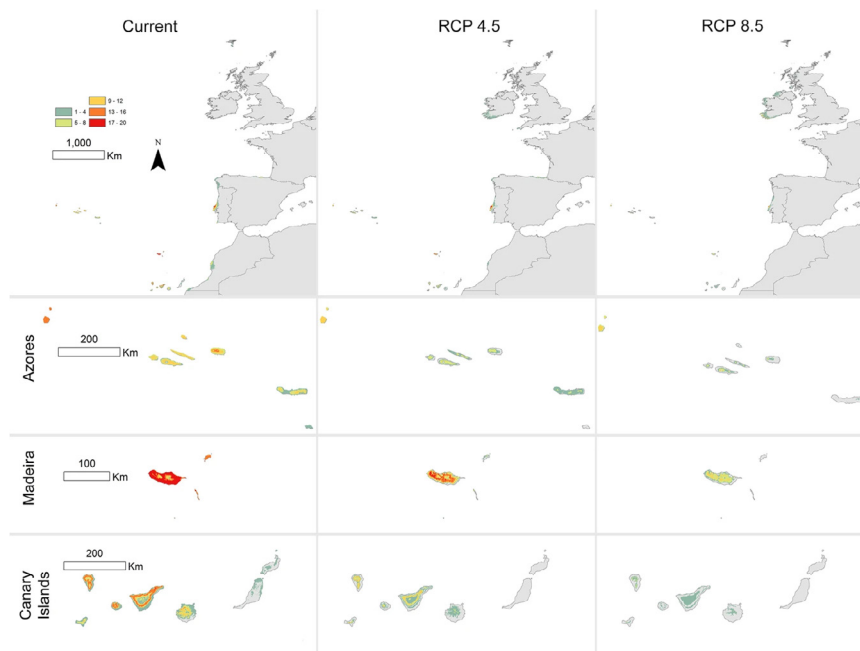 Current
RCP 4.5
RCP 8.5
9 - 12
1 - 4
13 - 16
5 - 8
17 - 20
1,000
Km
N
Azores
200
Km
Madeira
100
Km
Canary
Islands
200
Km